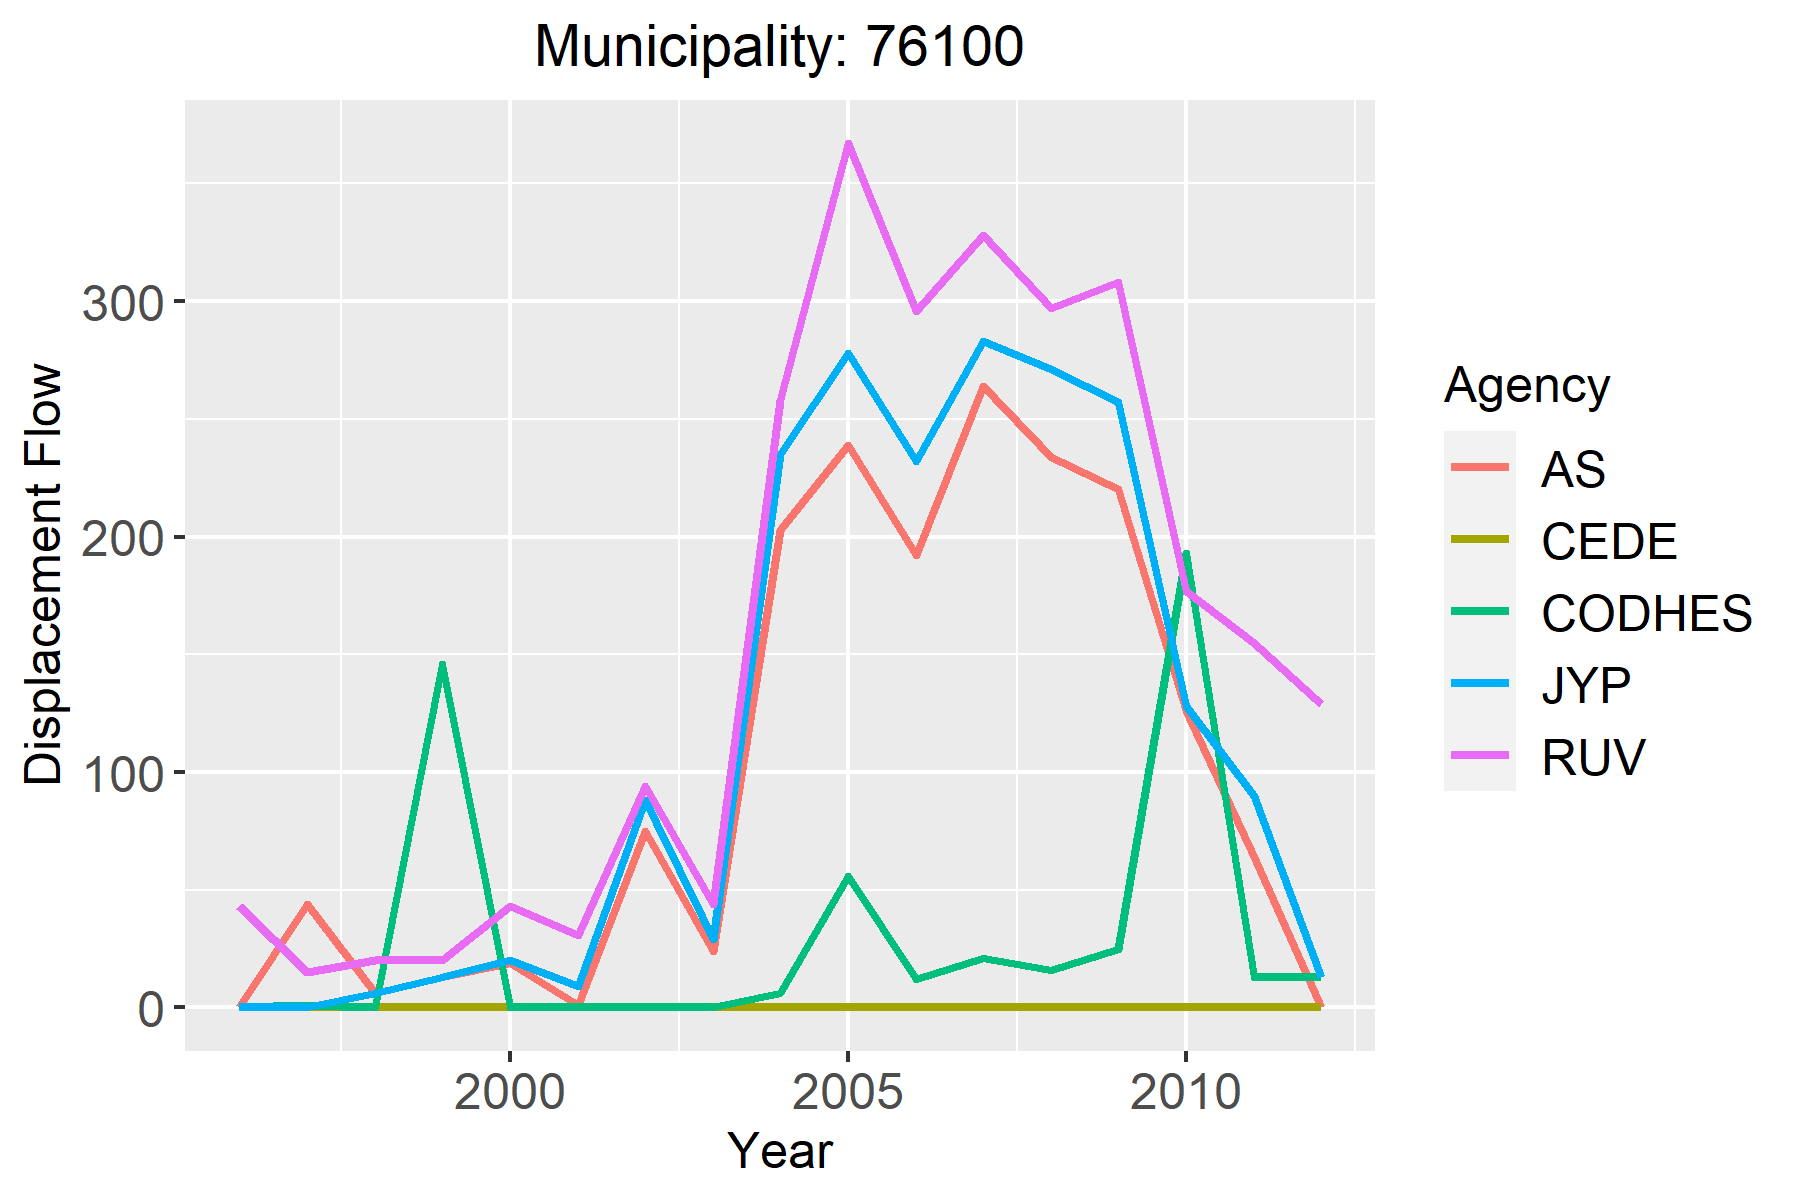 Municipality: 76100
Displacement Flow
300
200
100
0
2000 2005 2010
Year
Agency
AS
CEDE
CODHES
JYP
RUV